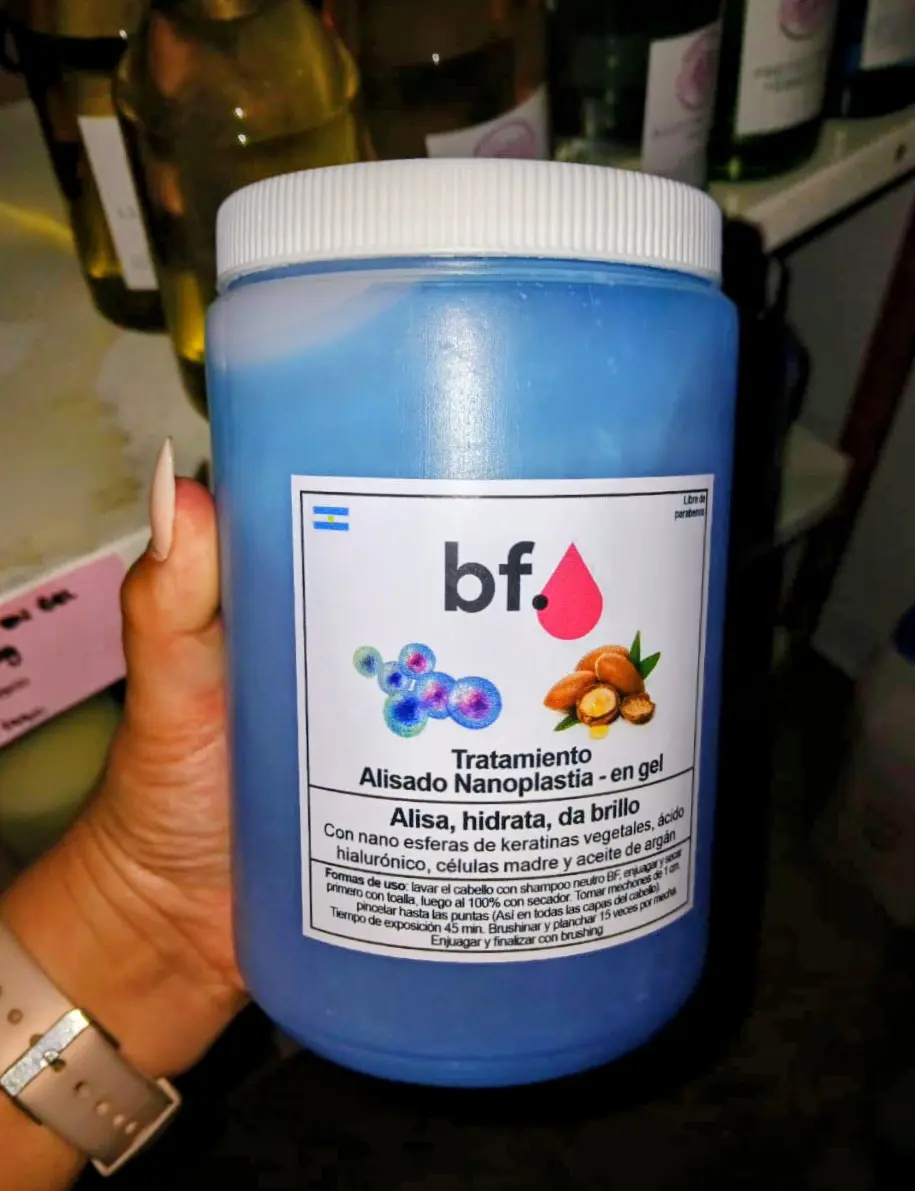 Libre de
parabenos
bf.
Tratamiento
Alisado Nanoplastia - en gel
Alisa, hidrata, da brillo
Con nano esferas de keratinas vegetales, ácido
hialurónico, células madre y aceite de argán
Formas de uso: lavar el cabello con shampoo neutro BF, enjuagar y secar
primero con toalla, luego al 100% con secador. Tomar mechones de 1 cm,
pincelar hasta las puntas (Así en todas las capas del cabello).
Tiempo de exposición 45 min. Brushinar y planchar 15 veces por mecha.
Enjuagar y finalizar con brushing